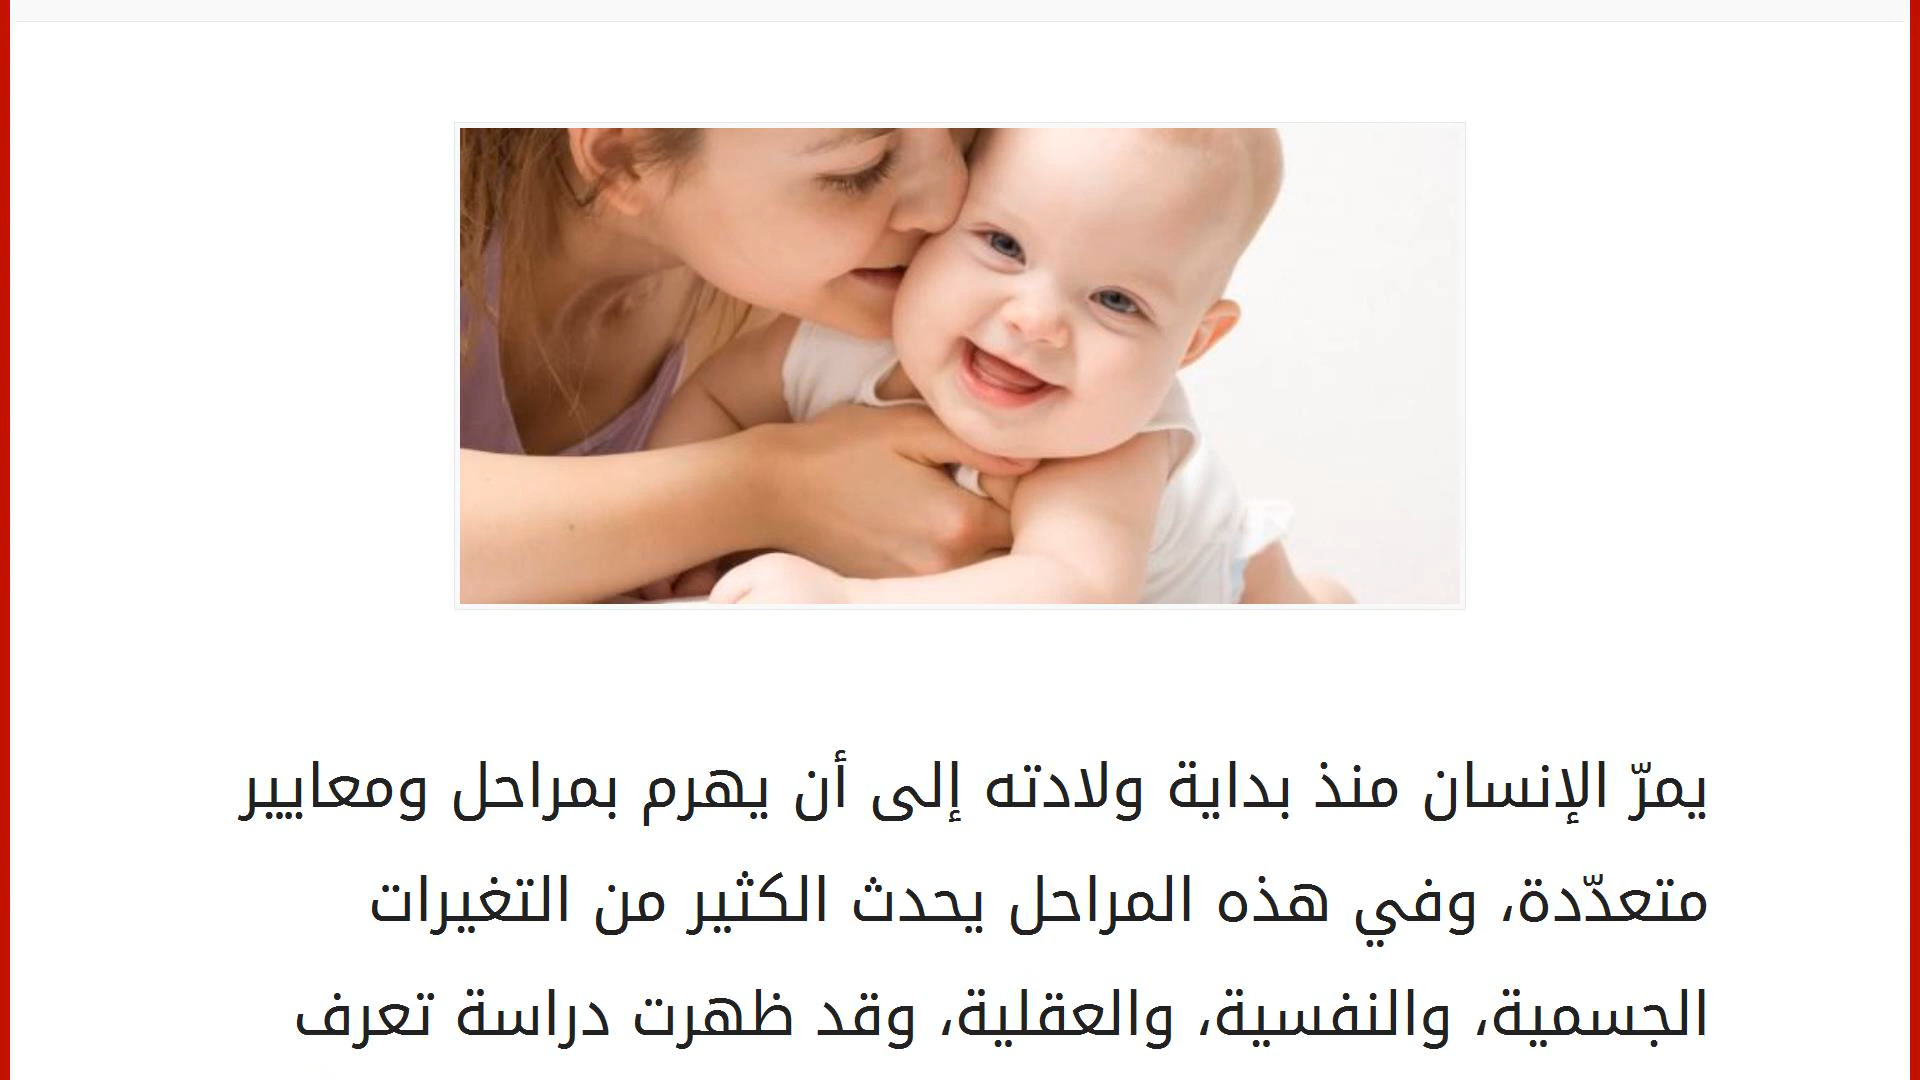 يمرّ الإنسان منذ بداية ولادته إلى أن يهرم بمراحل ومعايير
متعدّدة، وفي هذه المراحل يحدث الكثير من التغيرات
الجسمية، والنفسية، والعقلية، وقد ظهرت دراسة تعرف